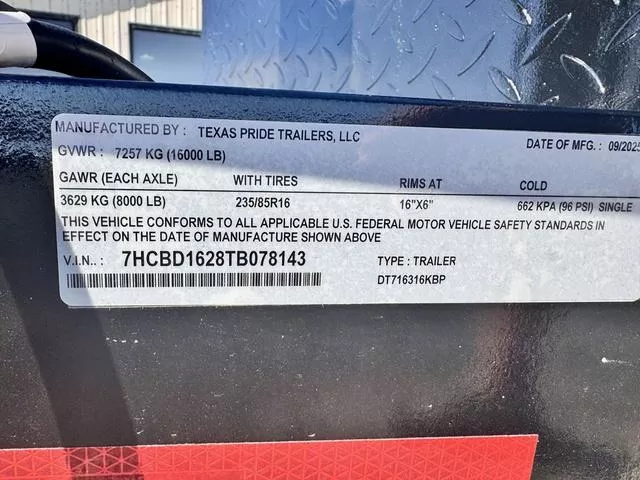 MANUFACTURED BY : TEXAS PRIDE TRAILERS, LLC DATE OF MFG. : 09/2025
GVWR : 7257 KG (16000 LB)
GAWR (EACH AXLE) WITH TIRES RIMS AT COLD
3629 KG (8000 LB) 235/85R16 16"X6" 662 KPA (96 PSI) SINGLE
THIS VEHICLE CONFORMS TO ALL APPLICABLE U.S. FEDERAL MOTOR VEHICLE SAFETY STANDARDS IN
EFFECT ON THE DATE OF MANUFACTURE SHOWN ABOVE
V.I.N.. : 7HCBD1628TB078143 TYPE : TRAILER
DT716316KBP